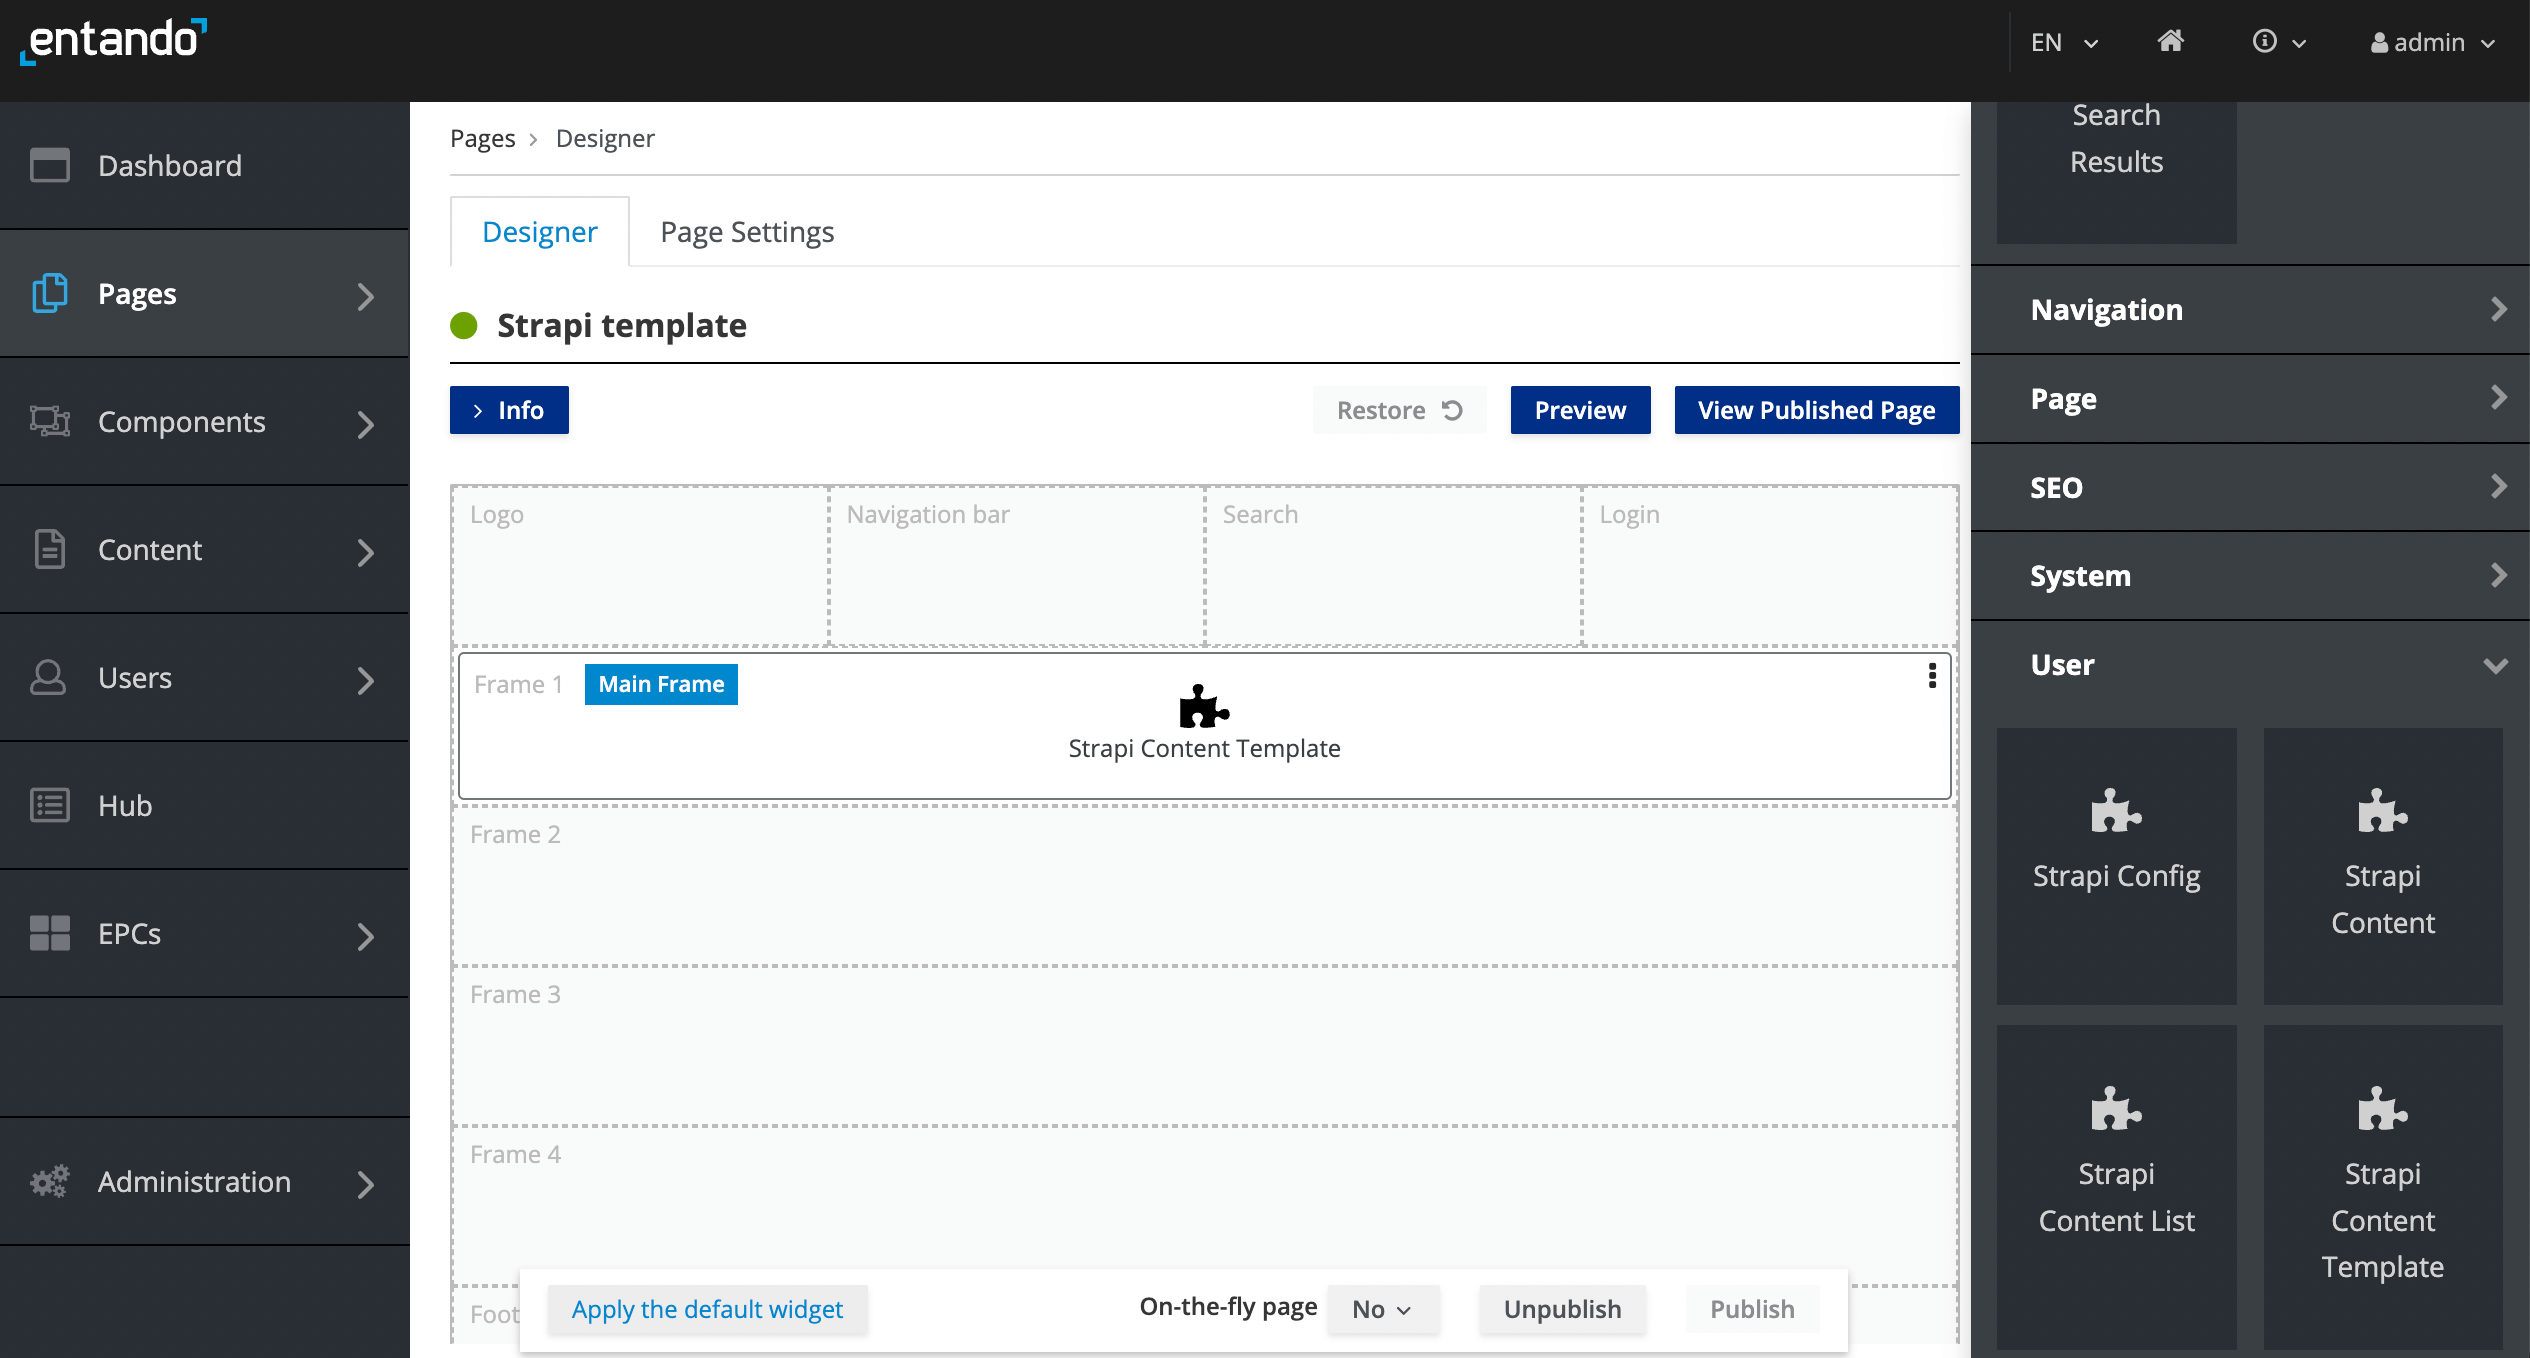 entando
EN
admin
Dashboard
Pages
Components
Content
Users
Hub
EPCs
Administration
Pages > Designer
Designer
Page Settings
Strapi template
Info
Restore
Preview
View Published Page
Logo
Navigation bar
Search
Login
Frame 1
Main Frame
Strapi Content Template
Frame 2
Frame 3
Frame 4
Foot
Apply the default widget
On-the-fly page
No
Unpublish
Publish
Search
Results
Navigation
Page
SEO
System
User
Strapi Config
Strapi
Content
Strapi
Content List
Strapi
Content
Template